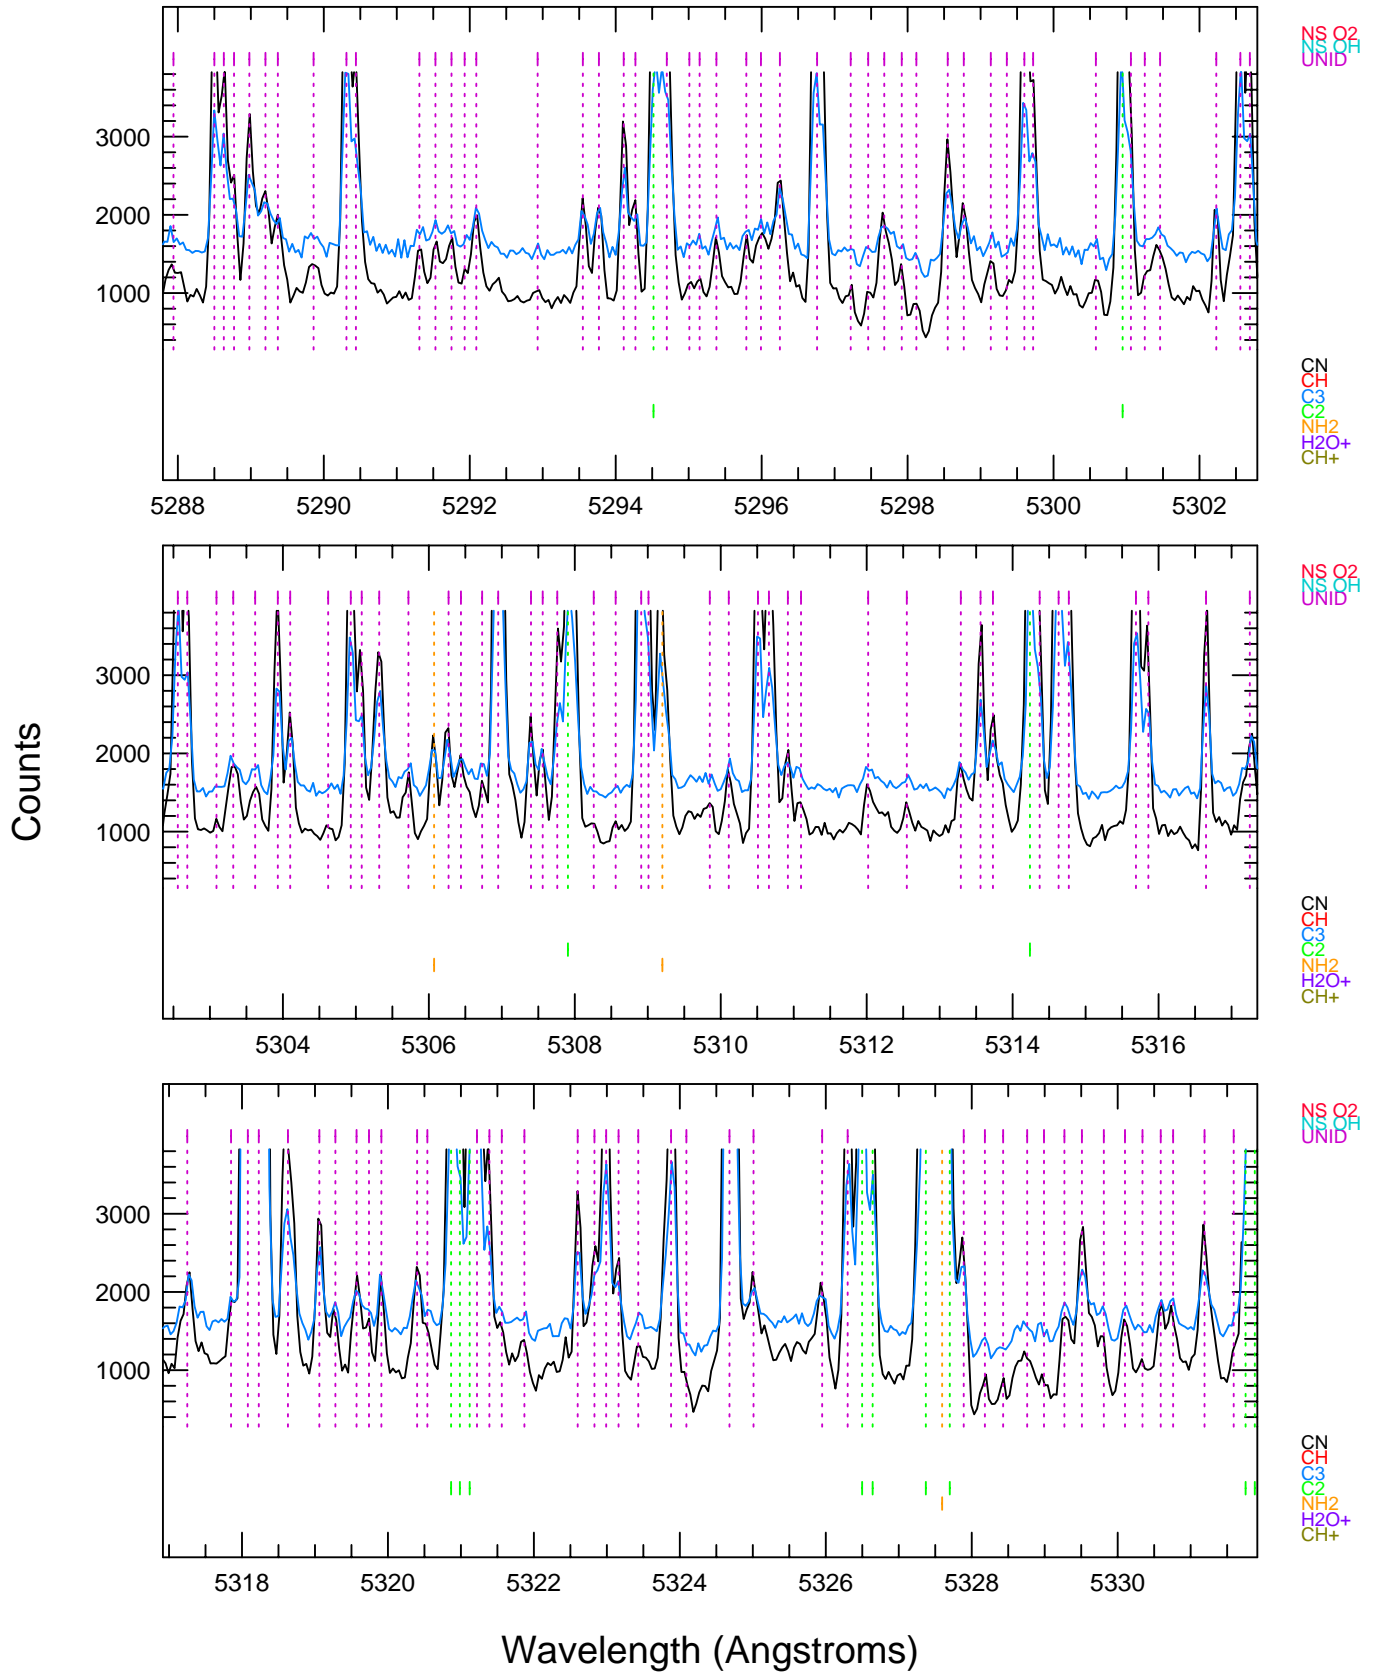 NS O2
NS OH
UNID
3000
2000
1000
CN
CH
C3
C2
NH2
H2O+
CH+
5288 5290 5292 5294 5296 5298 5300 5302
NS O2
NS OH
UNID
3000
2000
1000
Counts
CN
CH
C3
C2
NH2
H2O+
CH+
5304 5306 5308 5310 5312 5314 5316
NS O2
NS OH
UNID
3000
2000
1000
CN
CH
C3
C2
NH2
H2O+
CH+
5318 5320 5322 5324 5326 5328 5330
Wavelength (Angstroms)